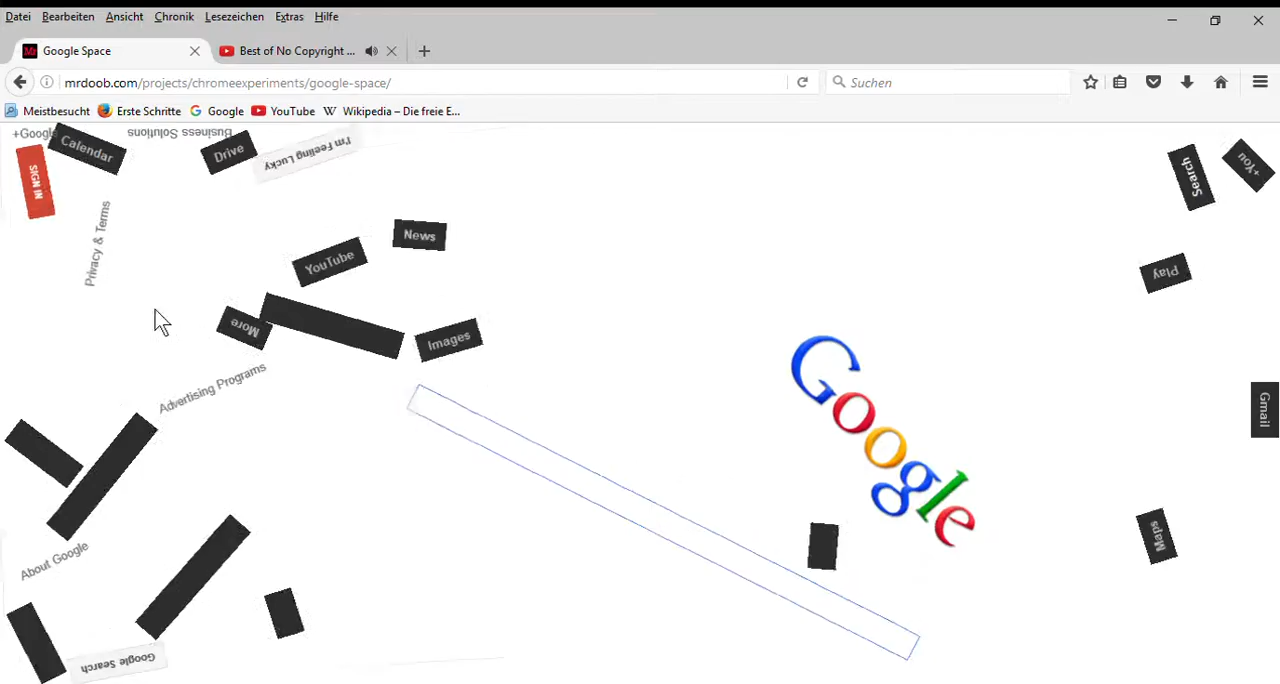 Datei Bearbeiten Ansicht Chronik Lesezeichen Extras Hilfe
Google Space
Best of No Copyright ...
mrdoob.com/projects/chromeexperiments/google-space/
Suchen
Meistbesucht Erste Schritte Google YouTube Wikipedia – Die freie E...
+Google
Business Solutions
Calendar
Drive
I'm Feeling Lucky
SIGN IN
Search
+You
Privacy & Terms
News
YouTube
Play
More
Images
Advertising Programs
Google
Gmail
Maps
About Google
Google Search